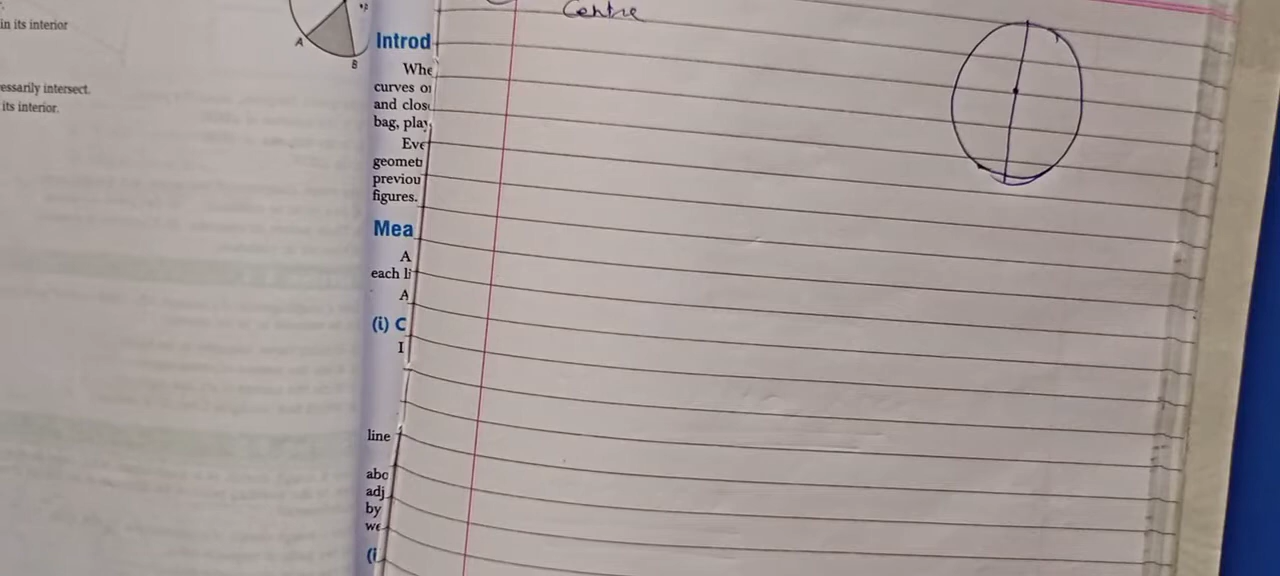 in its interior
essarily intersect.
its interior.
A
B
Centre
Introd
Whe
curves o
and clos
bag, play
Eve
geomet
previou
figures.
Mea
A
each li
A
(i) C
I
line
abc
adj
by
we
(i